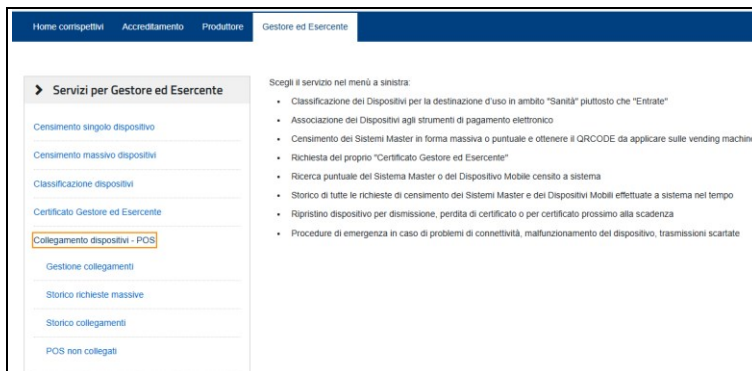 Home corrispettivi Accreditamento Produttore Gestore ed Esercente
Servizi per Gestore ed Esercente
Censimento singolo dispositivo
Censimento massivo dispositivi
Classificazione dispositivi
Certificato Gestore ed Esercente
Collegamento dispositivi - POS
Gestione collegamenti
Storico richieste massive
Storico collegamenti
POS non collegati
Scegli il servizio nel menù a sinistra:
• Classificazione dei Dispositivi per la destinazione d'uso in ambito "Sanità" piuttosto che "Entrate"
• Associazione dei Dispositivi agli strumenti di pagamento elettronico
• Censimento dei Sistemi Master in forma massiva o puntuale e ottenere il QRCODE da applicare sulle vending machin
• Richiesta del proprio "Certificato Gestore ed Esercente"
• Ricerca puntuale del Sistema Master o del Dispositivo Mobile censito a sistema
• Storico di tutte le richieste di censimento dei Sistemi Master e dei Dispositivi Mobili effettuate a sistema nel tempo
• Ripristino dispositivo per dismissione, perdita di certificato o per certificato prossimo alla scadenza
• Procedure di emergenza in caso di problemi di connettività, malfunzionamento del dispositivo, trasmissioni scartate